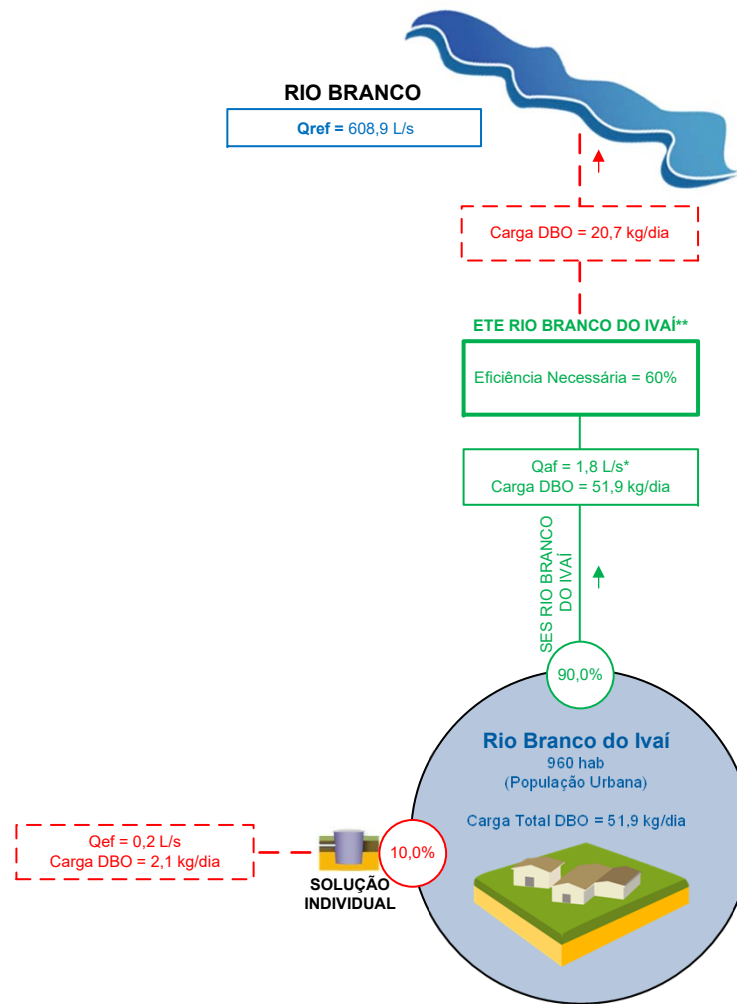 RIO BRANCO
Qref = 608,9 L/s
Carga DBO = 20,7 kg/dia
ETE RIO BRANCO DO IVAÍ**
Eficiência Necessária = 60%
Qaf = 1,8 L/s*
Carga DBO = 51,9 kg/dia
SES RIO BRANCO
DO IVAÍ
90,0%
Rio Branco do Ivaí
960 hab
(População Urbana)
Carga Total DBO = 51,9 kg/dia
Qef = 0,2 L/s
Carga DBO = 2,1 kg/dia
10,0%
SOLUÇÃO
INDIVIDUAL